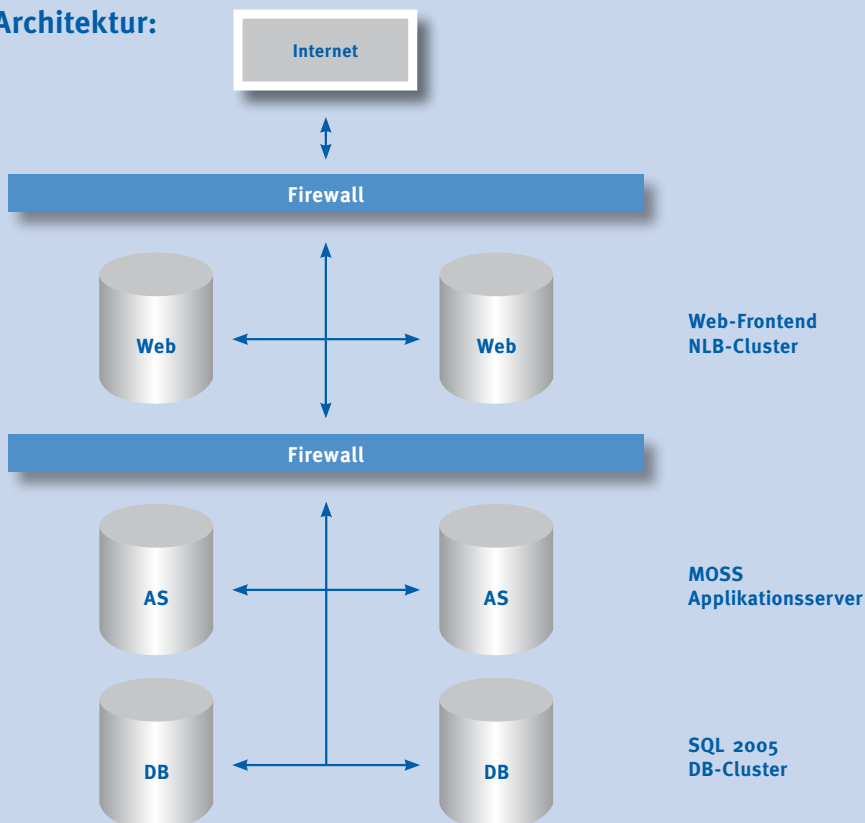 Architektur:
Internet
Firewall
Web
Web
Web-Frontend
NLB-Cluster
Firewall
AS
AS
MOSS
Applikationsserver
DB
DB
SQL 2005
DB-Cluster